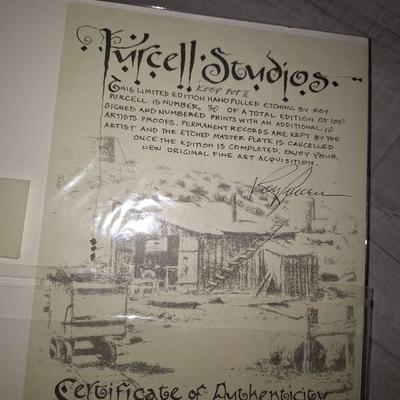 Purcell Studios
KEEP OUT II
THIS LIMITED EDITION HAND PULLED ETCHING BY ROY
PURCELL IS NUMBER 30 OF A TOTAL EDITION OF 100
SIGNED AND NUMBERED PRINTS WITH AN ADDITIONAL 10
ARTISTS PROOFS. PERMANENT RECORDS ARE KEPT BY THE
ARTIST AND THE ETCHED MASTER PLATE IS CANCELLED
ONCE THE EDITION IS COMPLETED. ENJOY YOUR
NEW ORIGINAL FINE ART ACQUISITION.
Roy Purcell
Certificate of Authenticity